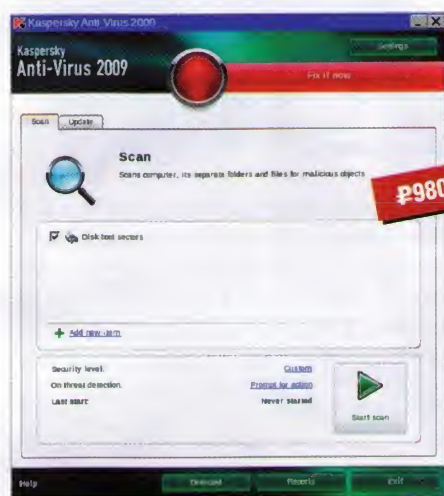 Kaspersky Anti-Virus 2009
Kaspersky
Anti-Virus 2009
Settings
Fix it now
Scan
Update
Scan
Scans computer, its separate folders and files for malicious objects
₱980
Disk boot sectors
Add new item
Security level:
Custom
On threat detection:
Prompt for action
Last start:
Never started
Start scan
Help
Detected
Reports
Exit